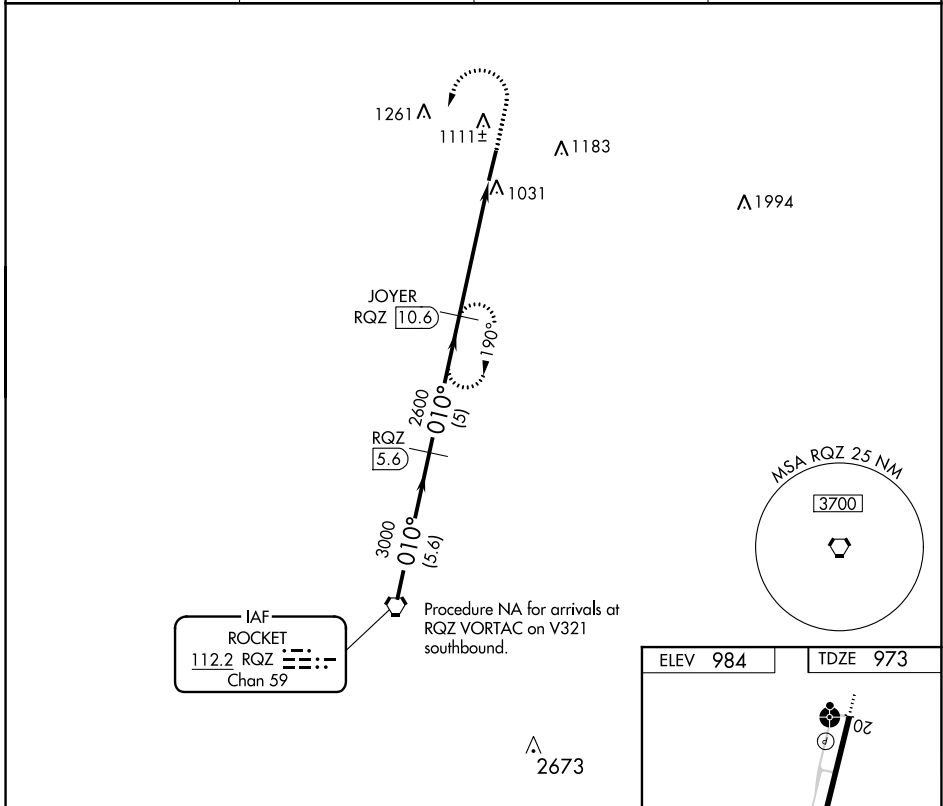 1261
1111±
1183
1031
1994
JOYER
RQZ 10.6
190°
2600
010°
(5)
RQZ
5.6
MSA RQZ 25 NM
3700
3000
010°
(5.6)
IAF
ROCKET
112.2 RQZ
Chan 59
Procedure NA for arrivals at
RQZ VORTAC on V321
southbound.
ELEV 984
TDZE 973
20
P
2673